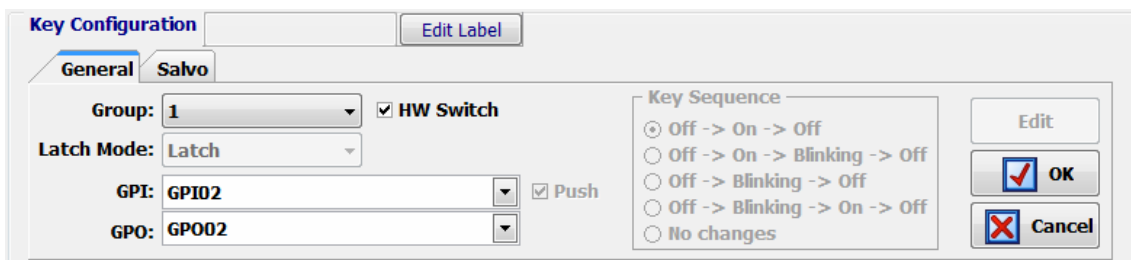 Key Configuration Edit Label
General Salvo
Group: 1 HW Switch
Latch Mode: Latch
GPI: GPI02 Push
GPO: GPO02
Key Sequence
Off -> On -> Off
Off -> On -> Blinking -> Off
Off -> Blinking -> Off
Off -> Blinking -> On -> Off
No changes
Edit
OK
Cancel